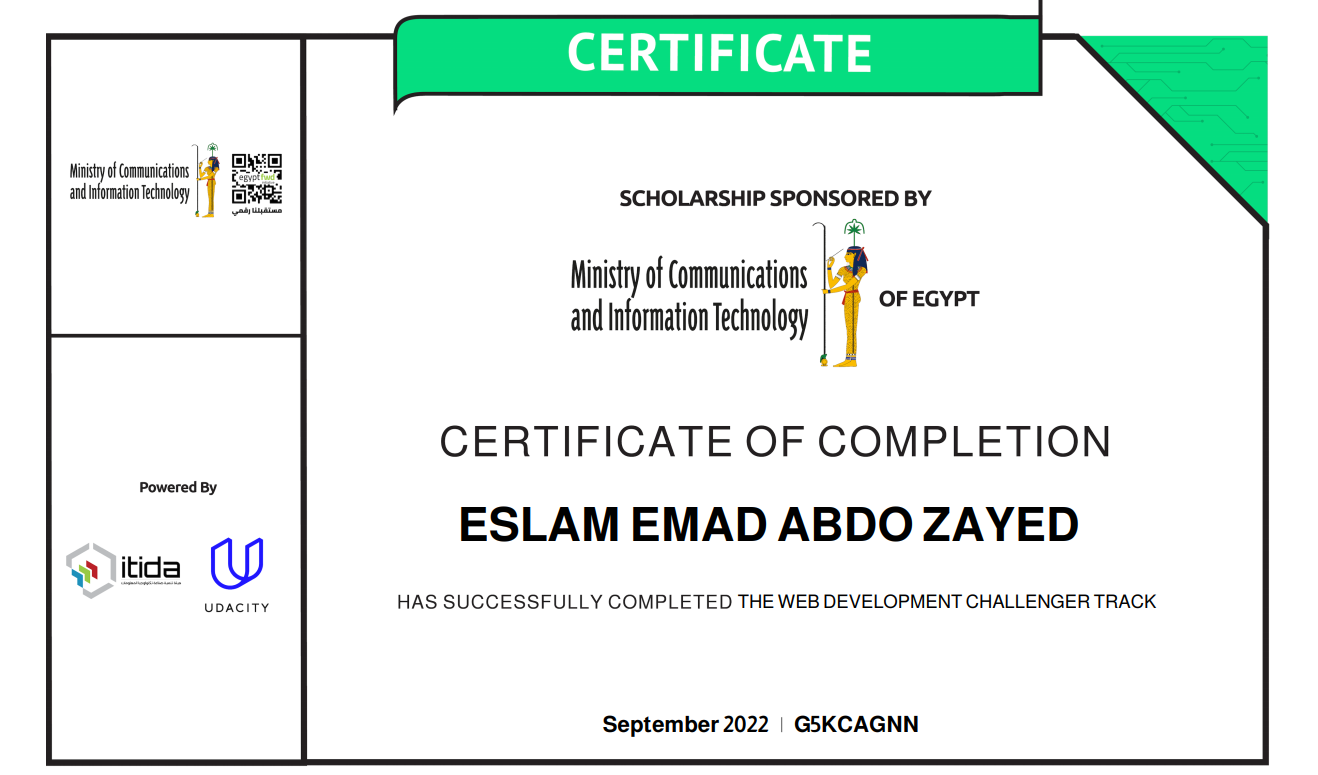 CERTIFICATE
Ministry of Communications
and Information Technology
egypt fwd
مستقبلنا رقمي
SCHOLARSHIP SPONSORED BY
Ministry of Communications
and Information Technology
OF EGYPT
CERTIFICATE OF COMPLETION
ESLAM EMAD ABDO ZAYED
HAS SUCCESSFULLY COMPLETED THE WEB DEVELOPMENT CHALLENGER TRACK
Powered By
itida
UDACITY
September 2022 | G5KCAGNN